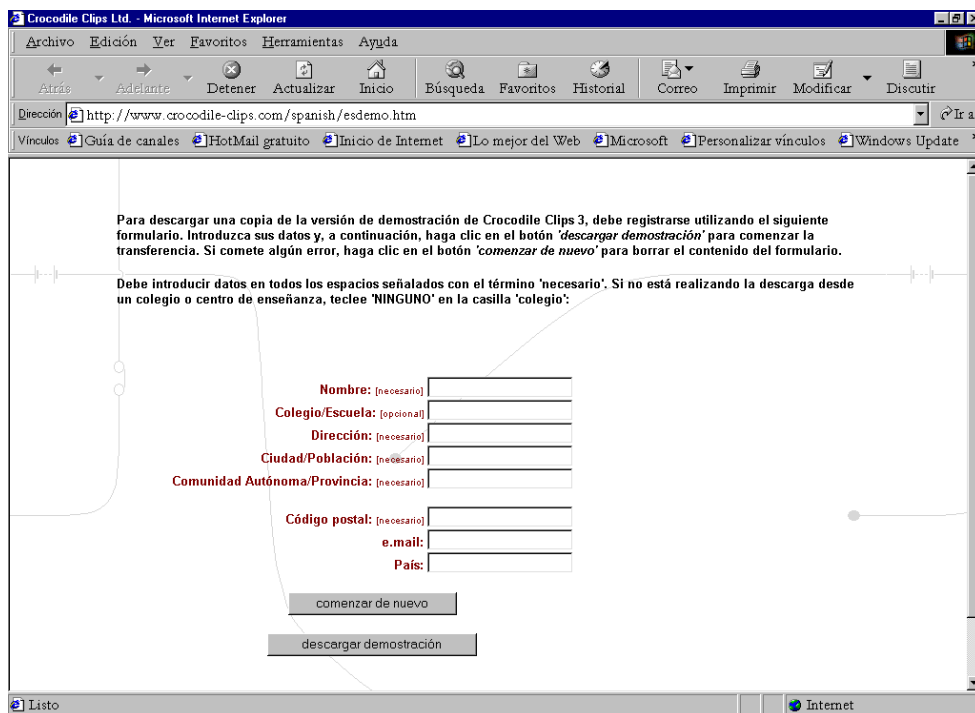 Crocodile Clips Ltd. - Microsoft Internet Explorer
Archivo Edición Ver Favoritos Herramientas Ayuda
Atrás Adelante Detener Actualizar Inicio Búsqueda Favoritos Historial Correo Imprimir Modificar Discutir
Dirección http://www.crocodile-clips.com/spanish/esdemo.htm Ir a
Vínculos Guía de canales HotMail gratuito Inicio de Internet Lo mejor del Web Microsoft Personalizar vínculos Windows Update
Para descargar una copia de la versión de demostración de Crocodile Clips 3, debe registrarse utilizando el siguiente
formulario. Introduzca sus datos y, a continuación, haga clic en el botón 'descargar demostración' para comenzar la
transferencia. Si comete algún error, haga clic en el botón 'comenzar de nuevo' para borrar el contenido del formulario.
Debe introducir datos en todos los espacios señalados con el término 'necesario'. Si no está realizando la descarga desde
un colegio o centro de enseñanza, teclee 'NINGUNO' en la casilla 'colegio':
Nombre: [necesario]
Colegio/Escuela: [opcional]
Dirección: [necesario]
Ciudad/Población: [necesario]
Comunidad Autónoma/Provincia: [necesario]
Código postal: [necesario]
e.mail:
País:
comenzar de nuevo
descargar demostración
Listo Internet